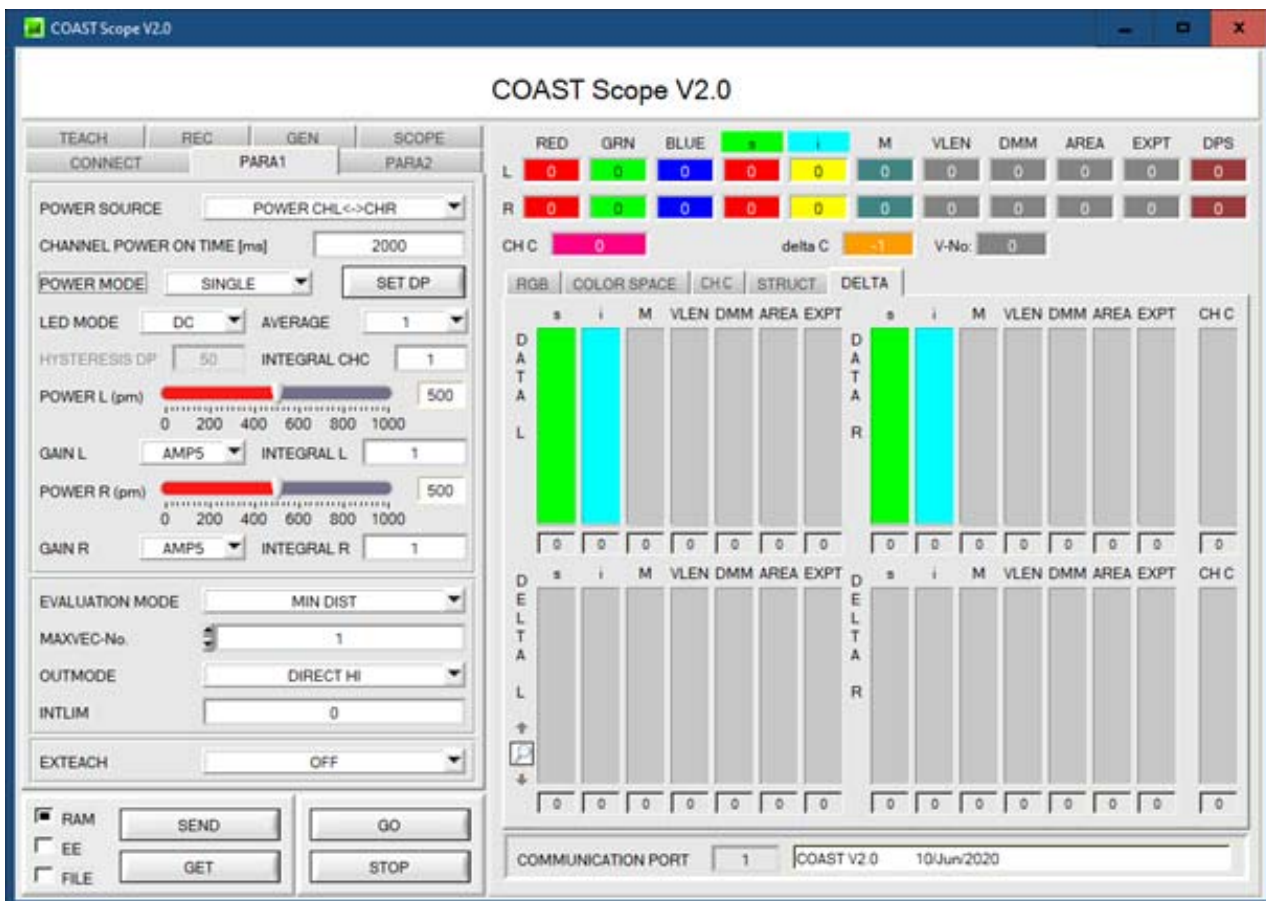 COAST Scope V2.0
COAST Scope V2.0
TEACH REC GEN SCOPE
CONNECT PARA1 PARA2
POWER SOURCE POWER CHL<->CHR
CHANNEL POWER ON TIME [ms] 2000
POWER MODE SINGLE SET DP
LED MODE DC AVERAGE 1
HYSTERESIS DP 50 INTEGRAL CHC 1
POWER L (pm) 500
0 200 400 600 800 1000
GAIN L AMP5 INTEGRAL L 1
POWER R (pm) 500
0 200 400 600 800 1000
GAIN R AMP5 INTEGRAL R 1
EVALUATION MODE MIN DIST
MAXVEC-No. 1
OUTMODE DIRECT HI
INTLIM 0
EXTEACH OFF
RAM SEND GO
EE
FILE GET STOP
RED GRN BLUE s i M VLEN DMM AREA EXPT DPS
L 0 0 0 0 0 0 0 0 0 0 0
R 0 0 0 0 0 0 0 0 0 0 0
CH C 0 delta C -1 V-No: 0
RGB COLOR SPACE CH C STRUCT DELTA
s i M VLEN DMM AREA EXPT s i M VLEN DMM AREA EXPT CH C
DATA L DATA R
0 0 0 0 0 0 0 0 0 0 0 0 0 0 0
s i M VLEN DMM AREA EXPT s i M VLEN DMM AREA EXPT CH C
DELTA L DELTA R
0 0 0 0 0 0 0 0 0 0 0 0 0 0 0
COMMUNICATION PORT 1 COAST V2.0 10/Jun/2020